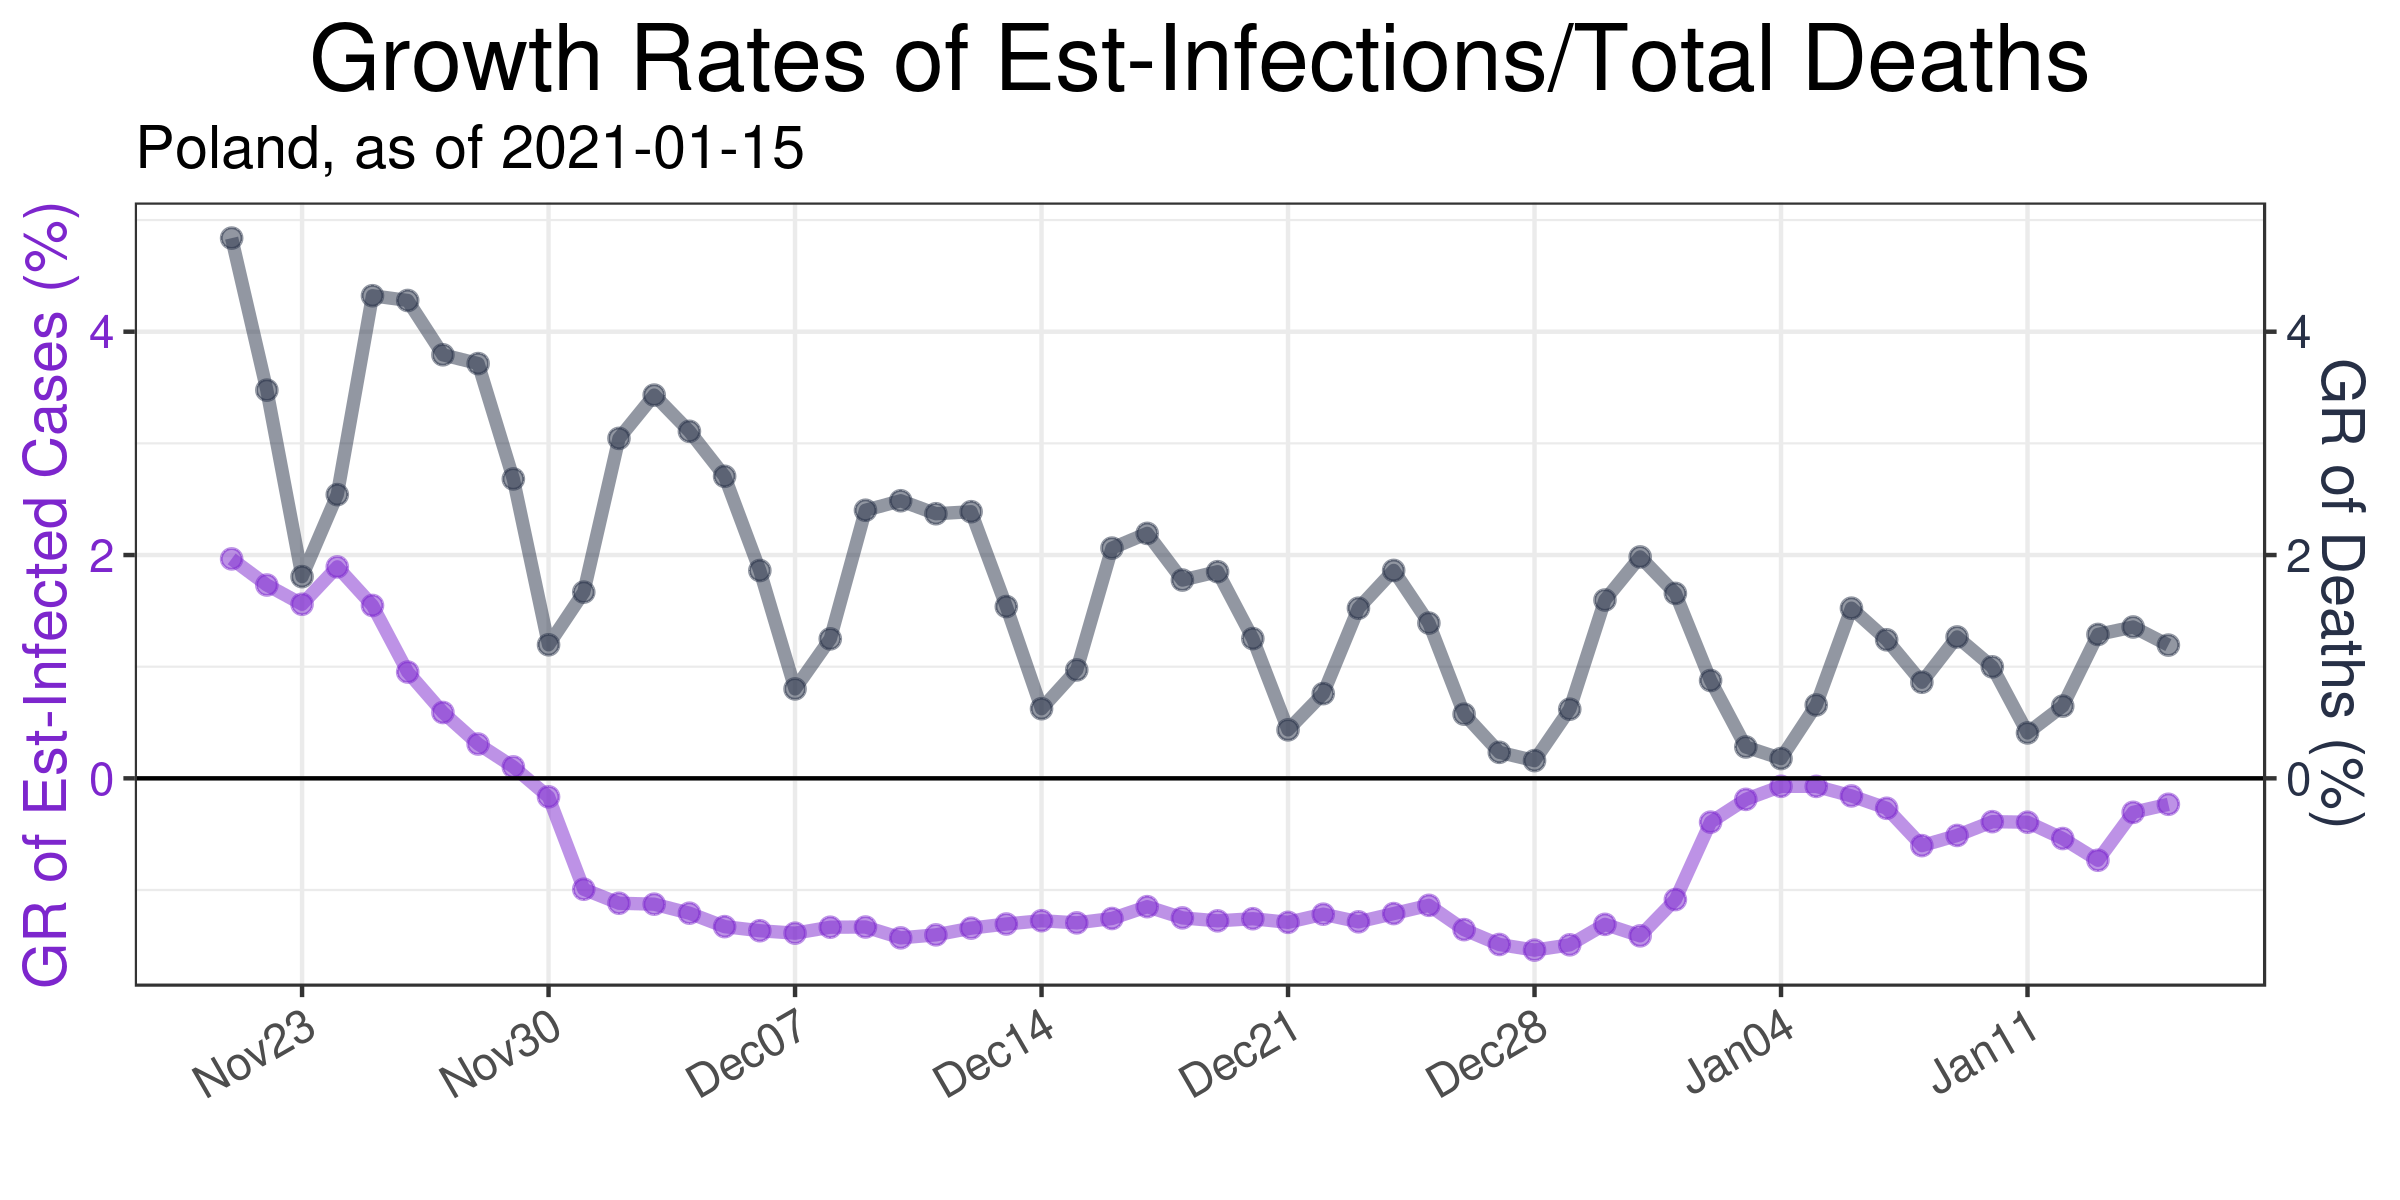 Growth Rates of Est-Infections/Total Deaths
Poland, as of 2021-01-15
GR of Est-Infected Cases (%)
4
2
0
4
2
0
GR of Deaths (%)
Nov23
Nov30
Dec07
Dec14
Dec21
Dec28
Jan04
Jan11